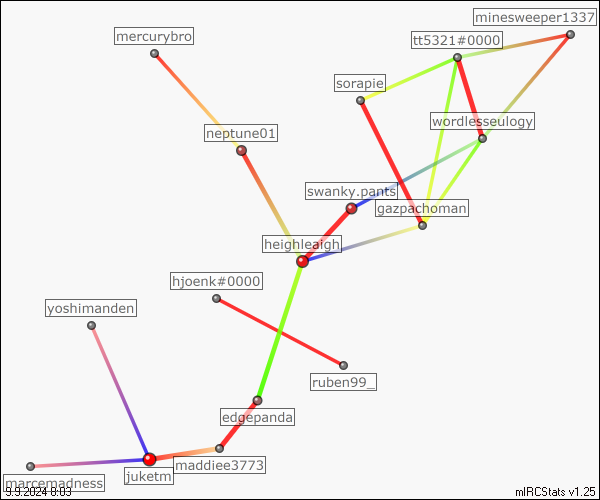 minesweeper1337
mercurybro
tt5321#0000
sorapie
wordlesseulogy
neptune01
swanky.pants
gazpachoman
heighleaigh
hjoenk#0000
yoshimanden
ruben99_
edgepanda
maddiee3773
juketm
marcemadness
9.9.2024 8:03
mIRCStats v1.25